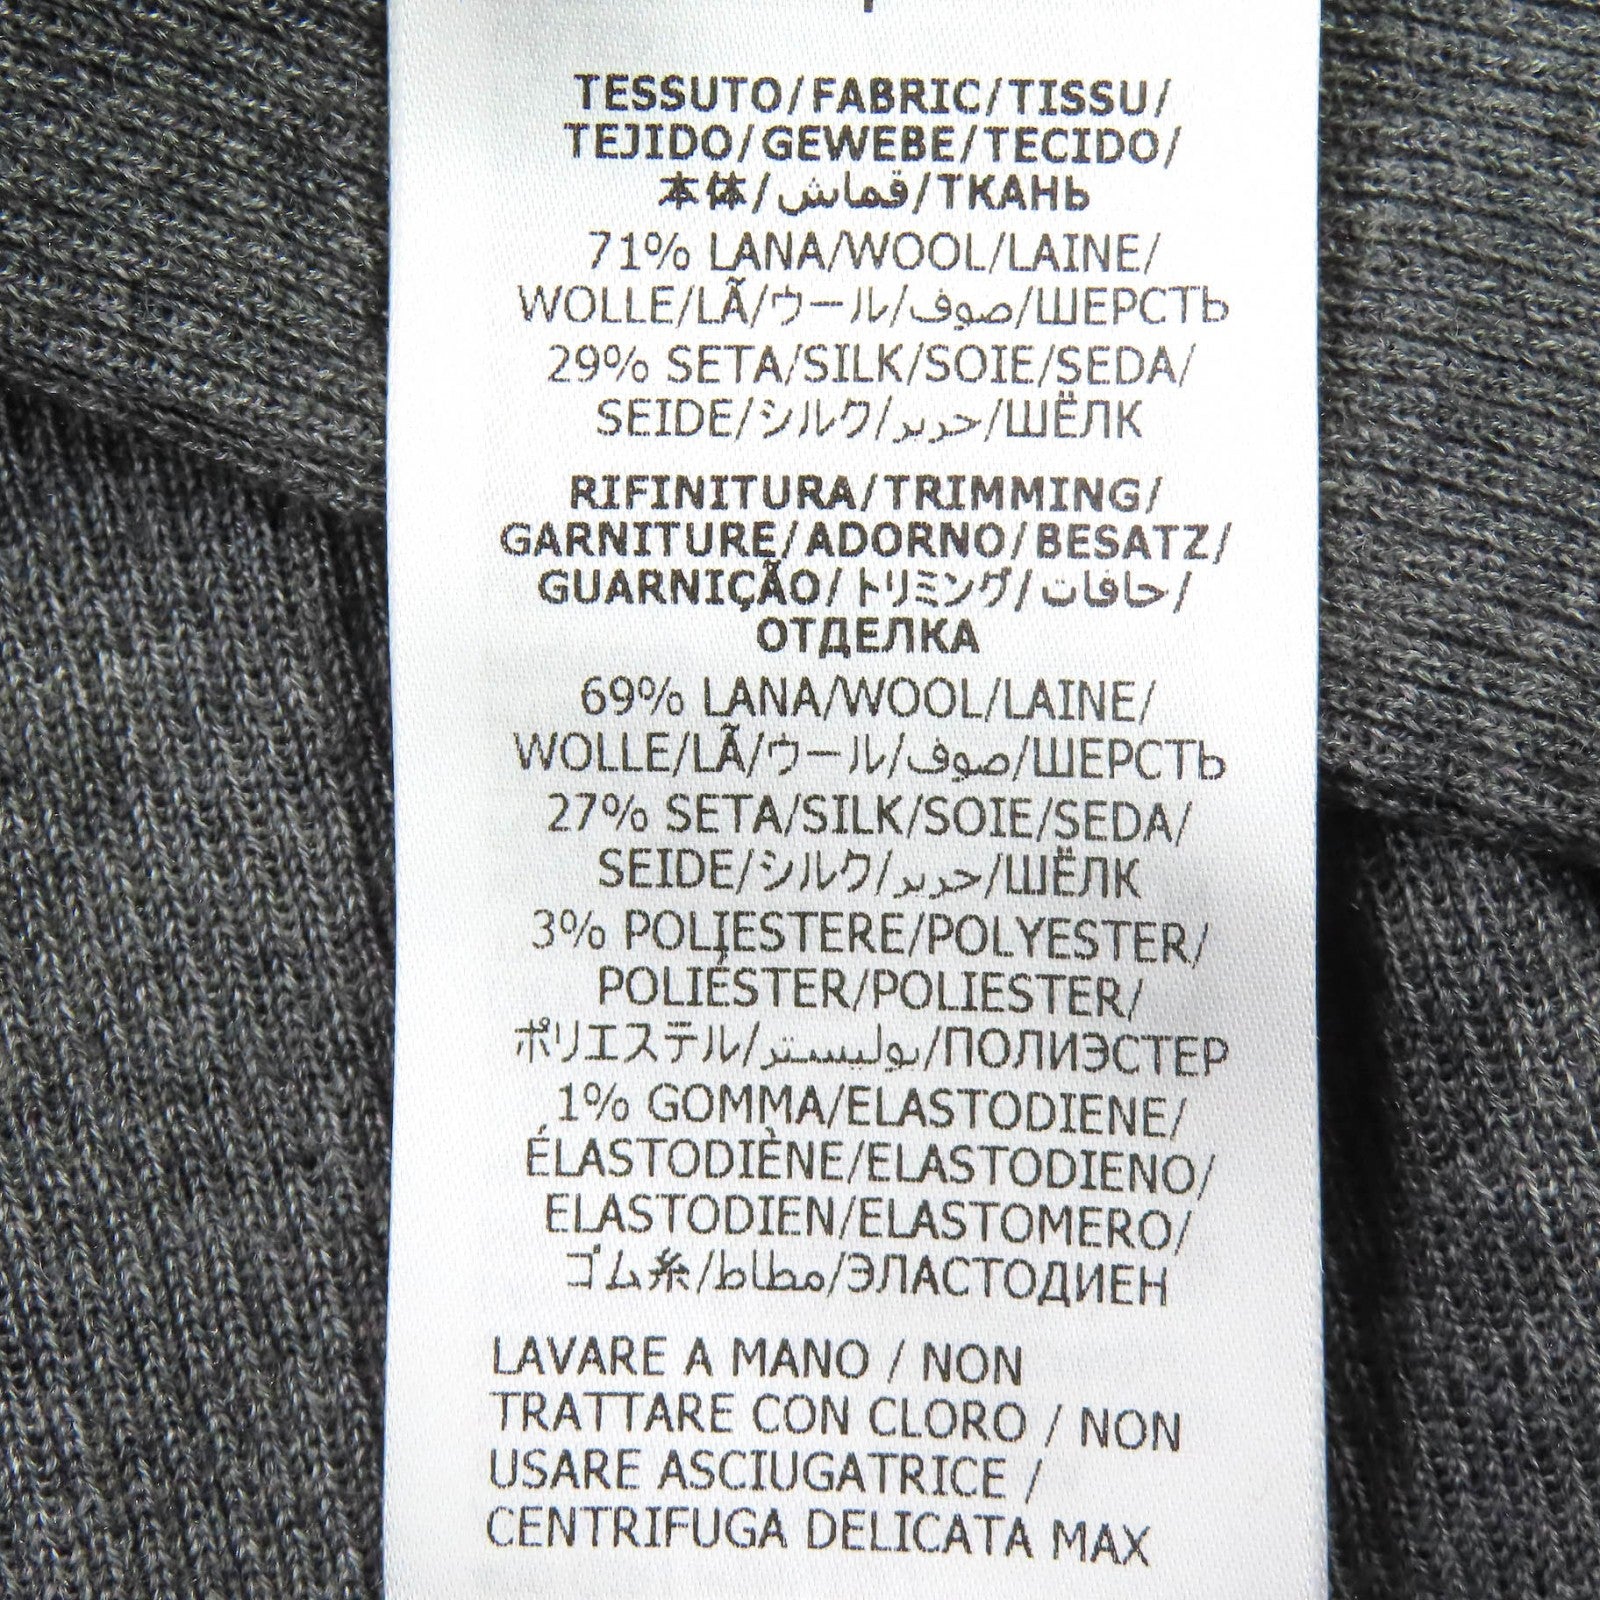 TESSUTO/FABRIC/TISSU/
TEJIDO/GEWEBE/TECIDO/
本体/قماش/ТКАНЬ
71% LANA/WOOL/LAINE/
WOLLE/LÃ/ウール/صوف/ШЕРСТЬ
29% SETA/SILK/SOIE/SEDA/
SEIDE/シルク/حرير/ШЁЛК
RIFINITURA/TRIMMING/
GARNITURE/ADORNO/BESATZ/
GUARNIÇÃO/トリミング/حافات/
ОТДЕЛКА
69% LANA/WOOL/LAINE/
WOLLE/LÃ/ウール/صوف/ШЕРСТЬ
27% SETA/SILK/SOIE/SEDA/
SEIDE/シルク/حرير/ШЁЛК
3% POLIESTERE/POLYESTER/
POLIÉSTER/POLIESTER/
ポリエステル/بوليستر/ПОЛИЭСТЕР
1% GOMMA/ELASTODIENE/
ÉLASTODIÈNE/ELASTODIENO/
ELASTODIEN/ELASTOMERO/
ゴム糸/مطاط/ЭЛАСТОДИЕН
LAVARE A MANO / NON
TRATTARE CON CLORO / NON
USARE ASCIUGATRICE /
CENTRIFUGA DELICATA MAX